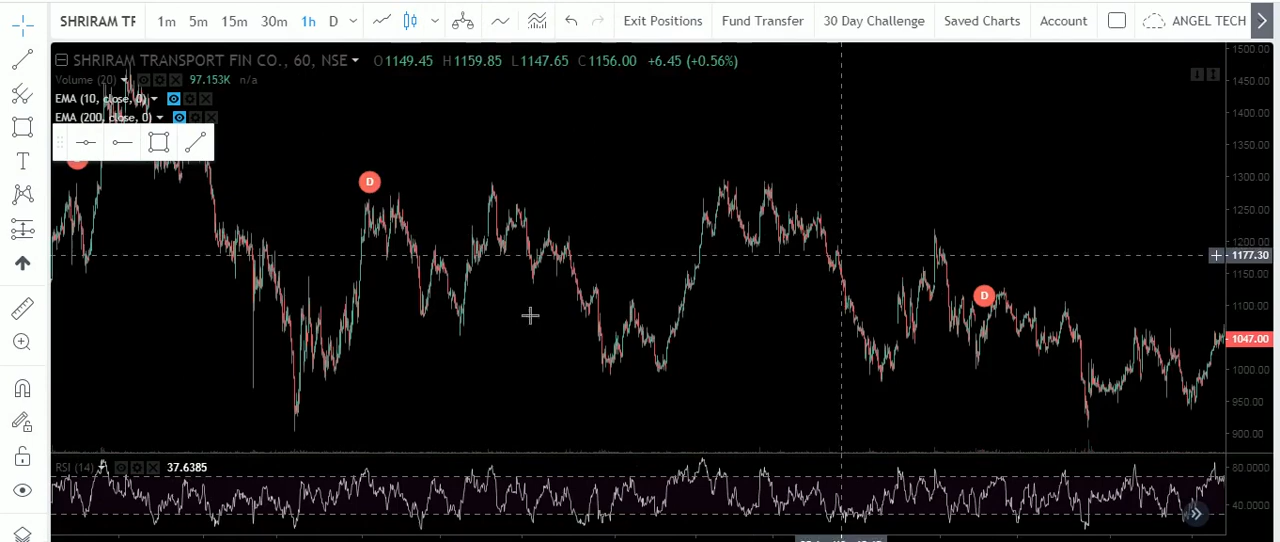 SHRIRAM TF 1m 5m 15m 30m 1h D Exit Positions Fund Transfer 30 Day Challenge Saved Charts Account ANGEL TECH
SHRIRAM TRANSPORT FIN CO., 60, NSE O1149.45 H1159.85 L1147.65 C1156.00 +6.45 (+0.56%)
Volume (20) 97.153K n/a
EMA (10, close, 0)
EMA (200, close, 0)
D
D
1500.00
1450.00
1400.00
1350.00
1300.00
1250.00
1200.00
1177.30
1150.00
1100.00
1047.00
1000.00
950.00
900.00
RSI (14) 37.6385
80.0000
40.0000